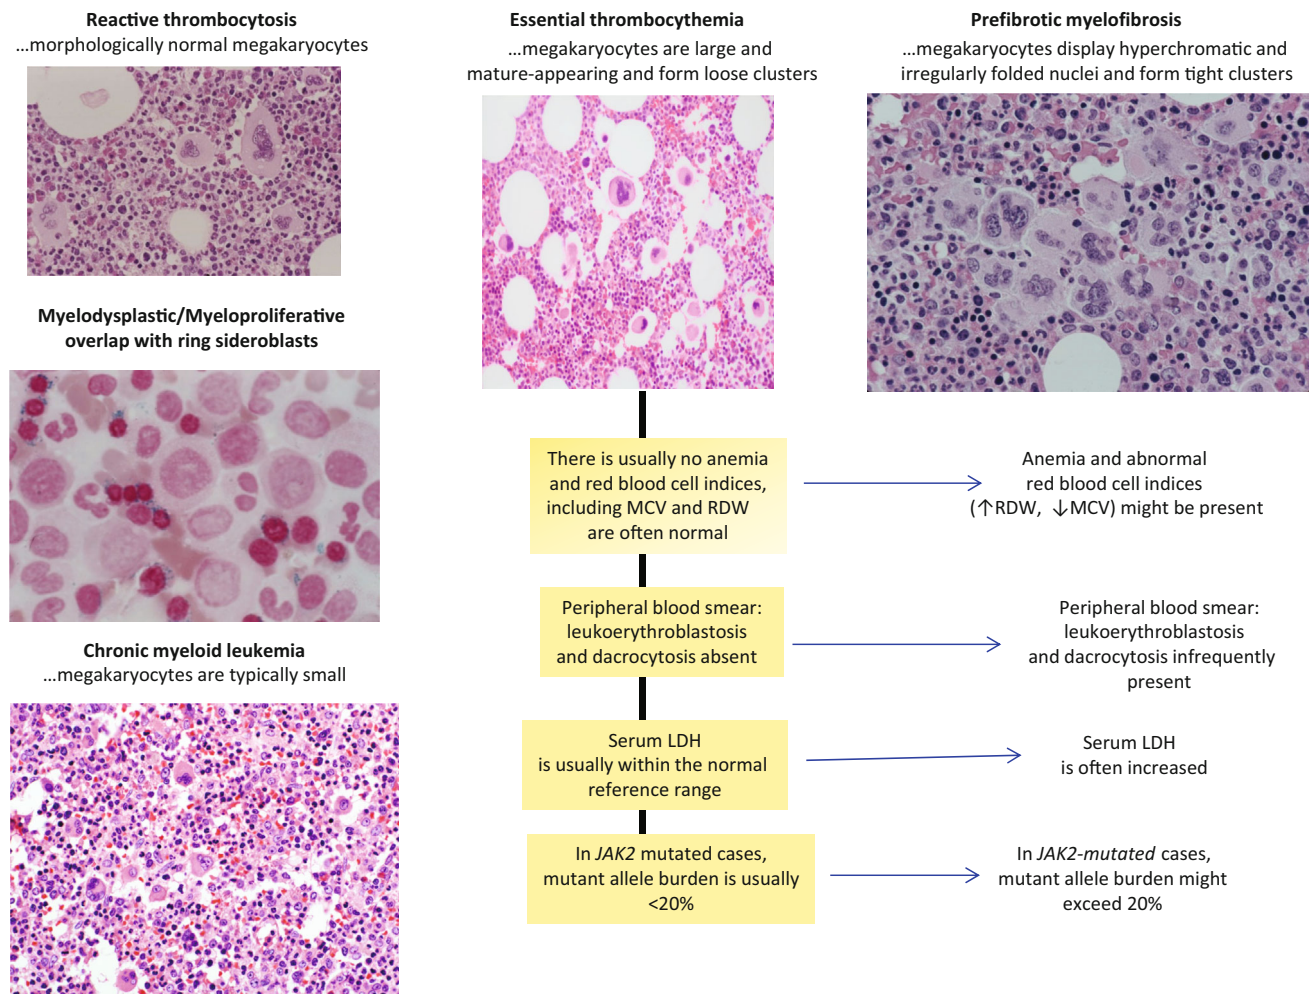 Reactive thrombocytosis
...morphologically normal megakaryocytes
Myelodysplastic/Myeloproliferative
overlap with ring sideroblasts
Chronic myeloid leukemia
...megakaryocytes are typically small
Essential thrombocythemia
...megakaryocytes are large and
mature-appearing and form loose clusters
There is usually no anemia
and red blood cell indices,
including MCV and RDW
are often normal
Peripheral blood smear:
leukoerythroblastosis
and dacrocytosis absent
Serum LDH
is usually within the normal
reference range
In JAK2 mutated cases,
mutant allele burden is usually
<20%
Prefibrotic myelofibrosis
...megakaryocytes display hyperchromatic and
irregularly folded nuclei and form tight clusters
Anemia and abnormal
red blood cell indices
(↑RDW, ↓MCV) might be present
Peripheral blood smear:
leukoerythroblastosis
and dacrocytosis infrequently
present
Serum LDH
is often increased
In JAK2-mutated cases,
mutant allele burden might
exceed 20%